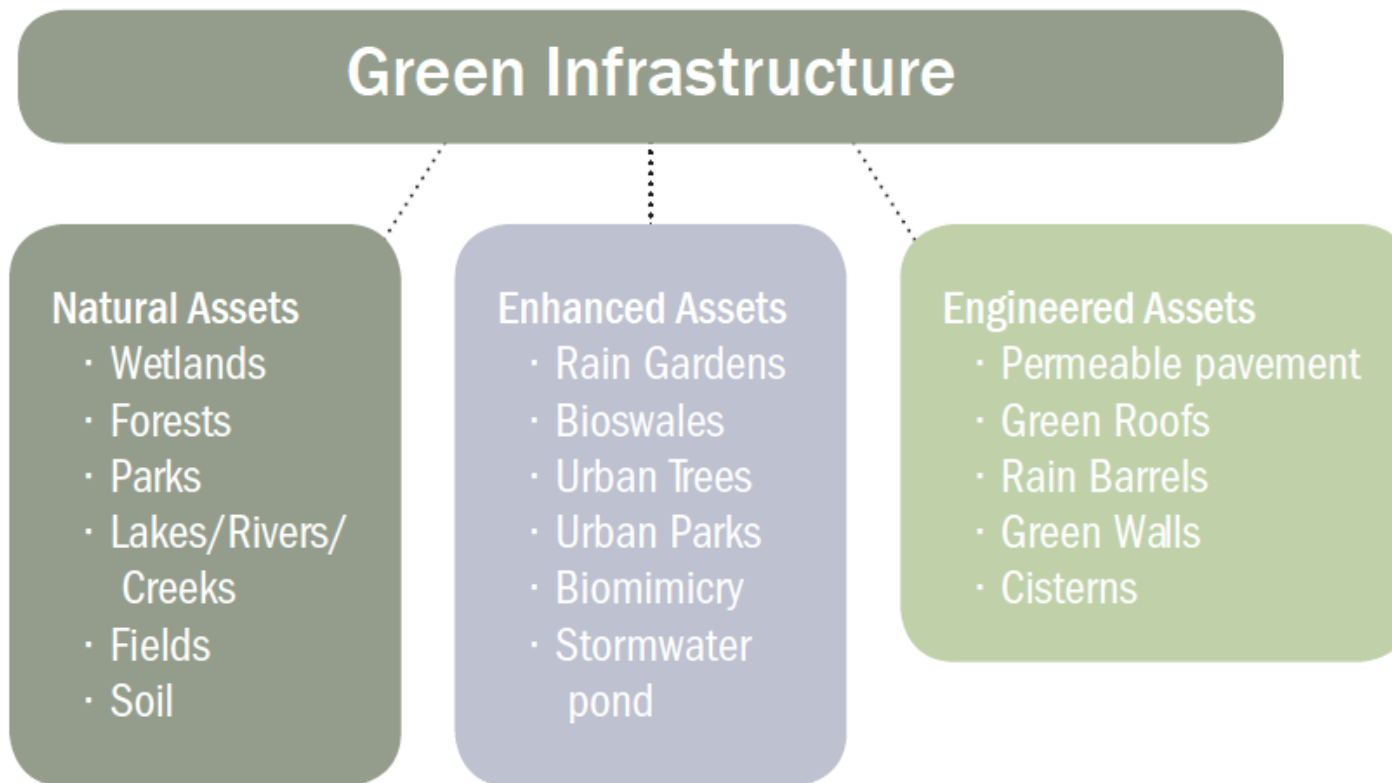 Green Infrastructure
Natural Assets
· Wetlands
· Forests
· Parks
· Lakes/Rivers/
Creeks
· Fields
· Soil
Enhanced Assets
· Rain Gardens
· Bioswales
· Urban Trees
· Urban Parks
· Biomimicry
· Stormwater
pond
Engineered Assets
· Permeable pavement
· Green Roofs
· Rain Barrels
· Green Walls
· Cisterns